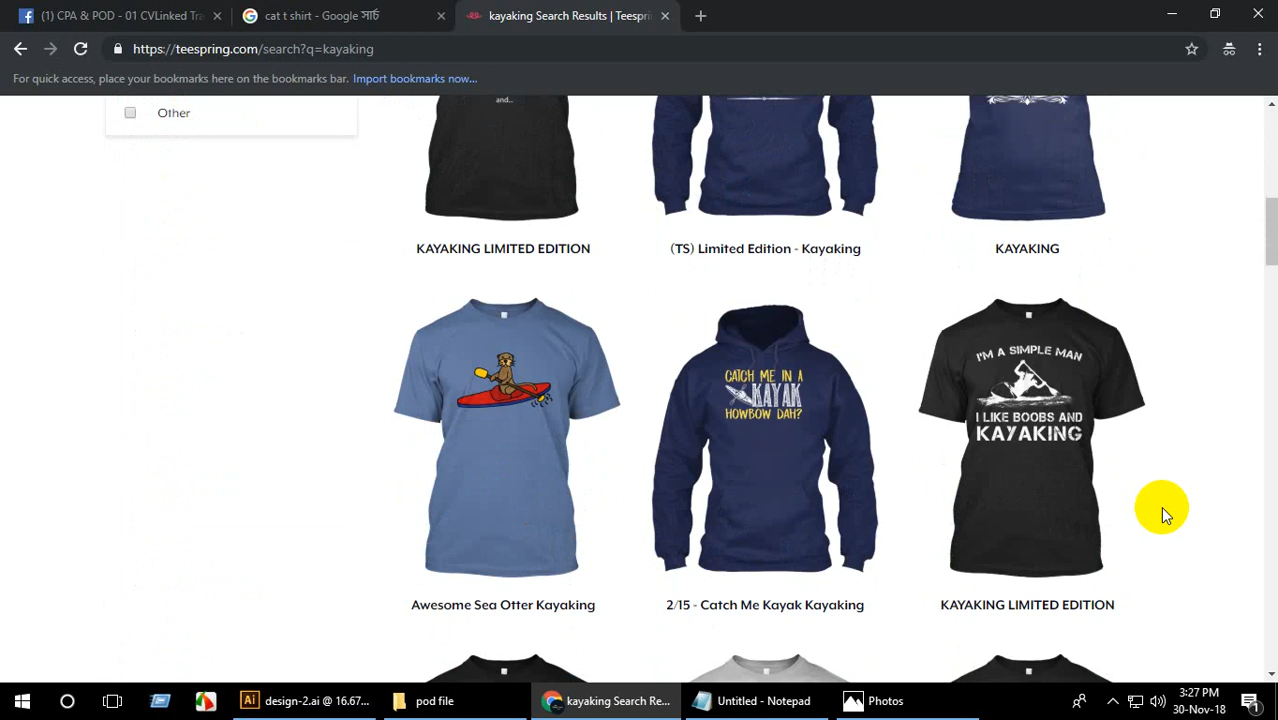 (1) CPA & POD - 01 CVLinked Tra
cat t shirt - Google সার্চ
kayaking Search Results | Teespri
https://teespring.com/search?q=kayaking
For quick access, place your bookmarks here on the bookmarks bar. Import bookmarks now...
Other
and...
KAYAKING LIMITED EDITION
(TS) Limited Edition - Kayaking
KAYAKING
CATCH ME IN A
KAYAK
HOWBOW DAH?
I'M A SIMPLE MAN
I LIKE BOOBS AND
KAYAKING
Awesome Sea Otter Kayaking
2/15 - Catch Me Kayak Kayaking
KAYAKING LIMITED EDITION
Ai
design-2.ai @ 16.67...
pod file
kayaking Search Re...
Untitled - Notepad
Photos
3:27 PM
30-Nov-18
1